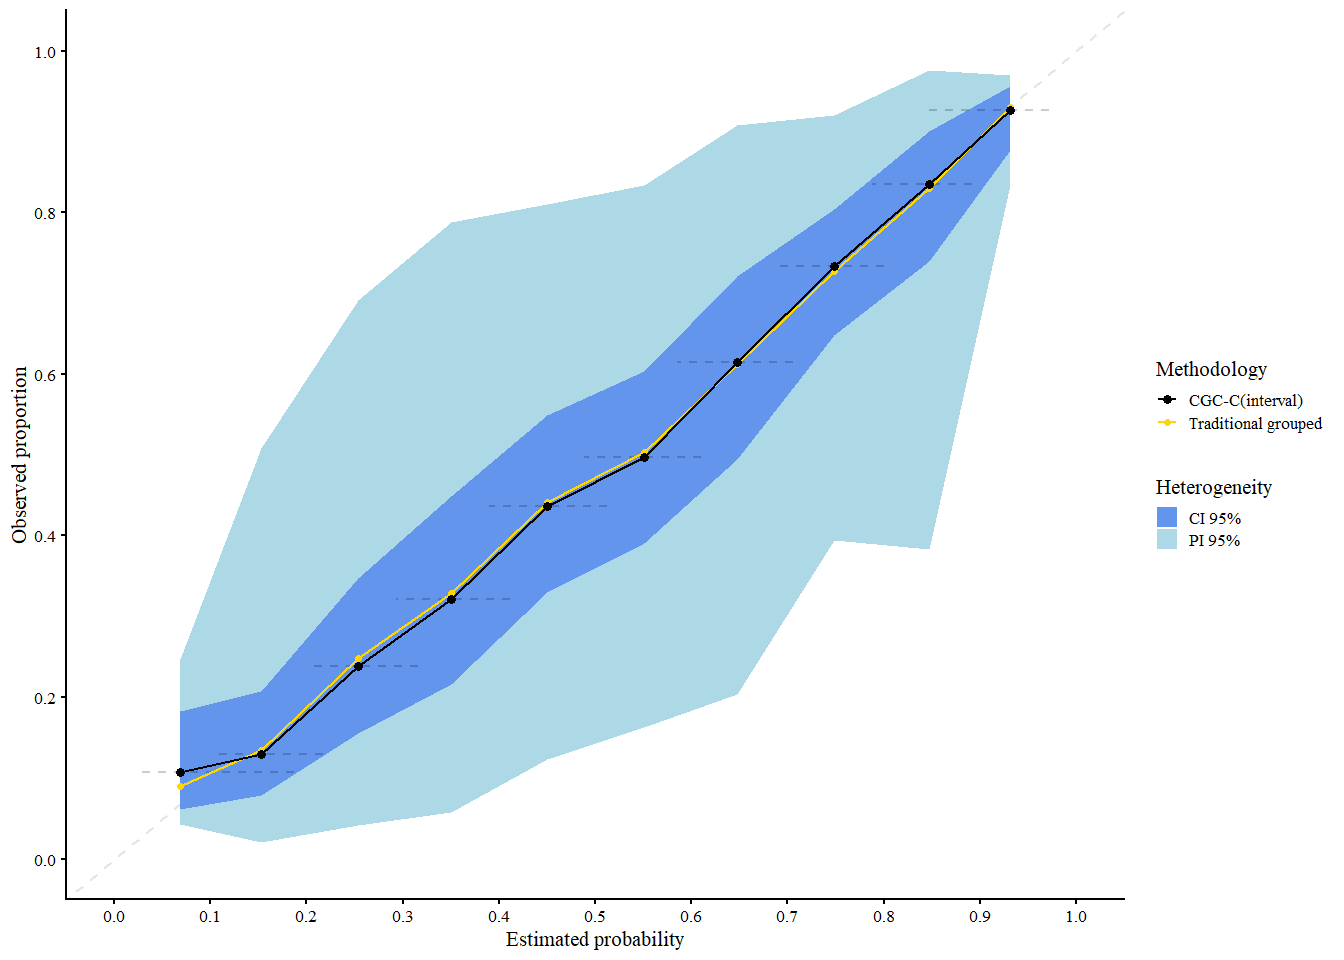 1.0
0.8
0.6
0.4
0.2
0.0
Observed proportion
0.0 0.1 0.2 0.3 0.4 0.5 0.6 0.7 0.8 0.9 1.0
Estimated probability
Methodology
CGC-C(interval)
Traditional grouped
Heterogeneity
CI 95%
PI 95%